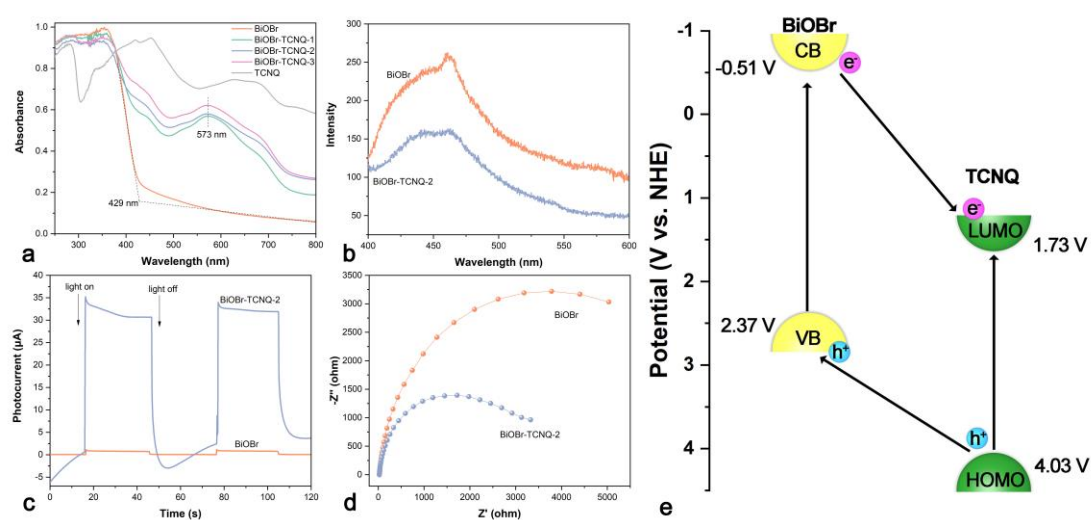 1.0
0.9
0.8
0.6
0.4
0.2
0.0
Absorbance
BiOBr
BiOBr-TCNQ-1
BiOBr-TCNQ-2
BiOBr-TCNQ-3
TCNQ
573 nm
429 nm
300 400 500 600 700 800
Wavelength (nm)
a
300
250
200
150
100
50
Intensity
BiOBr
BiOBr-TCNQ-2
400 450 500 550 600
Wavelength (nm)
b
40
35
30
25
20
15
10
5
0
-5
Photocurrent (μA)
light on
light off
BiOBr-TCNQ-2
BiOBr
0 20 40 60 80 100 120
Time (s)
c
3500
3000
2500
2000
1500
1000
500
0
-Z'' (ohm)
BiOBr
BiOBr-TCNQ-2
0 1000 2000 3000 4000 5000
Z' (ohm)
d
Potential (V vs. NHE)
-1
0
1
2
3
4
BiOBr
CB
e-
-0.51 V
TCNQ
e-
LUMO
1.73 V
2.37 V
VB
h+
h+
HOMO
4.03 V
e